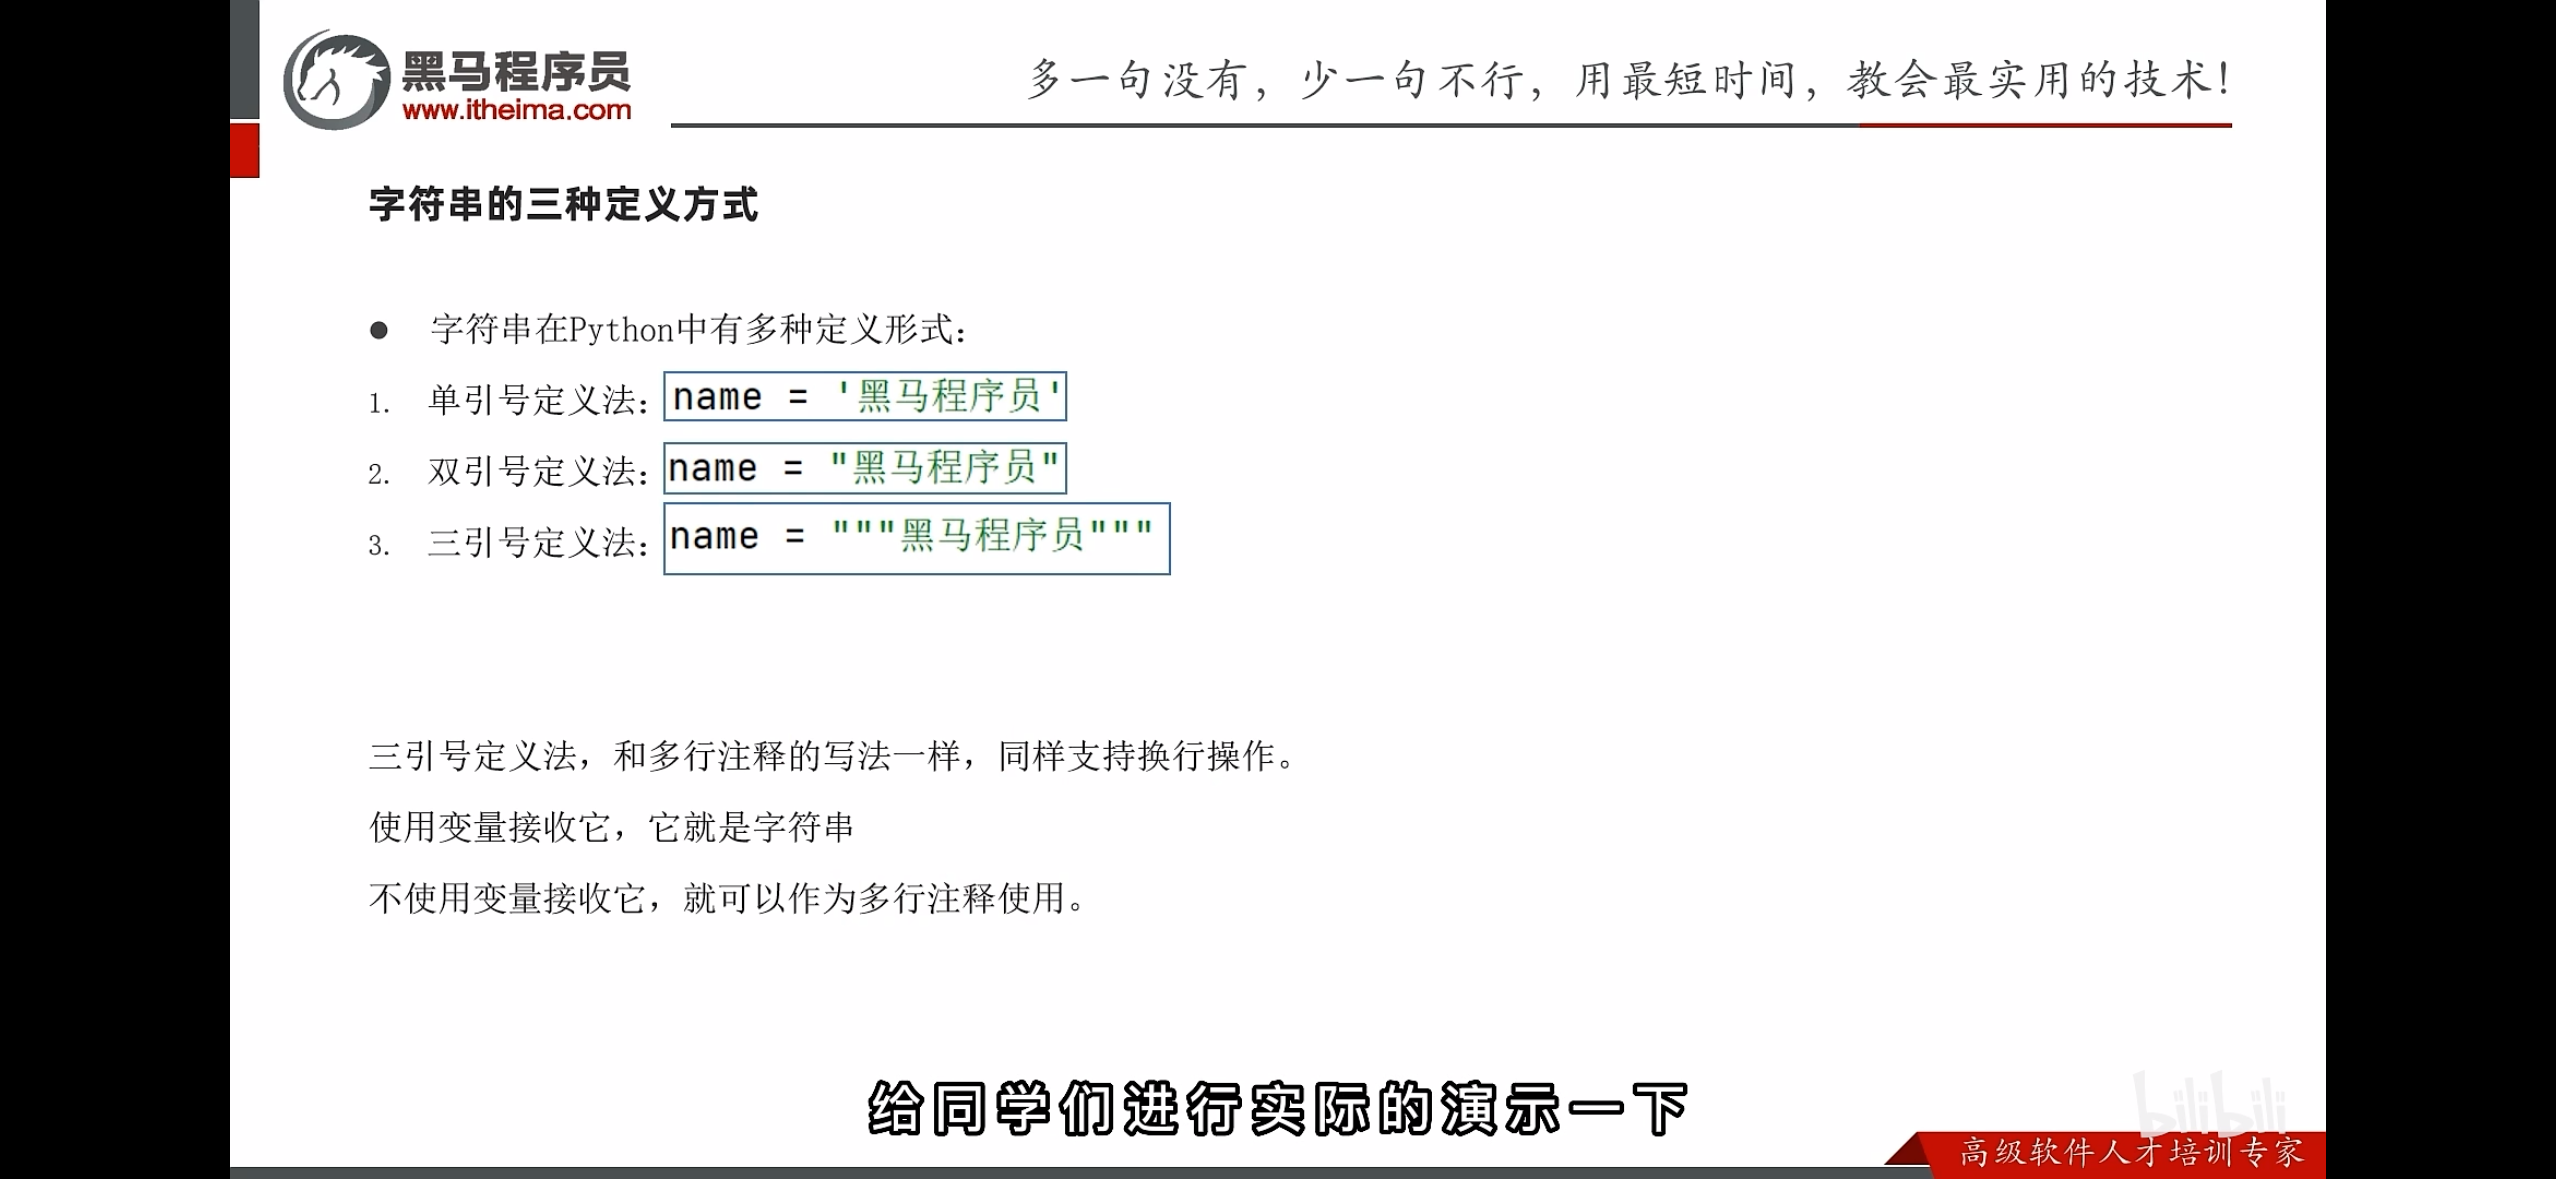 黑马程序员
www.itheima.com
多一句没有，少一句不行，用最短时间，教会最实用的技术！
字符串的三种定义方式
● 字符串在Python中有多种定义形式：
1. 单引号定义法：name = '黑马程序员'
2. 双引号定义法：name = "黑马程序员"
3. 三引号定义法：name = """黑马程序员"""
三引号定义法，和多行注释的写法一样，同样支持换行操作。
使用变量接收它，它就是字符串
不使用变量接收它，就可以作为多行注释使用。
给同学们进行实际的演示一下
bilibili
高级软件人才培训专家